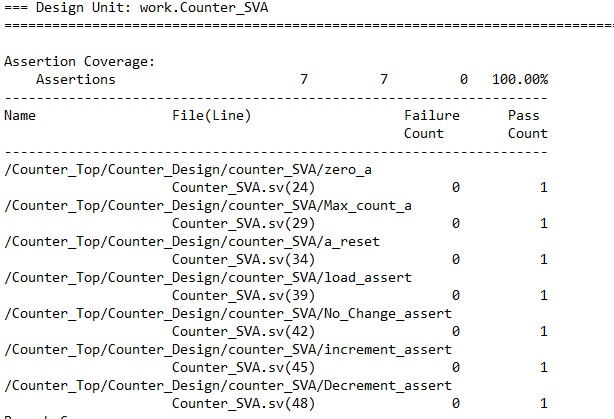 === Design Unit: work.Counter_SVA
=================================================================================
Assertion Coverage:
    Assertions                       7         7         0   100.00%
--------------------------------------------------------------------
Name                 File(Line)                   Failure      Pass
                                                  Count        Count
--------------------------------------------------------------------
/Counter_Top/Counter_Design/counter_SVA/zero_a
                     Counter_SVA.sv(24)                 0          1
/Counter_Top/Counter_Design/counter_SVA/Max_count_a
                     Counter_SVA.sv(29)                 0          1
/Counter_Top/Counter_Design/counter_SVA/a_reset
                     Counter_SVA.sv(34)                 0          1
/Counter_Top/Counter_Design/counter_SVA/load_assert
                     Counter_SVA.sv(39)                 0          1
/Counter_Top/Counter_Design/counter_SVA/No_Change_assert
                     Counter_SVA.sv(42)                 0          1
/Counter_Top/Counter_Design/counter_SVA/increment_assert
                     Counter_SVA.sv(45)                 0          1
/Counter_Top/Counter_Design/counter_SVA/Decrement_assert
                     Counter_SVA.sv(48)                 0          1